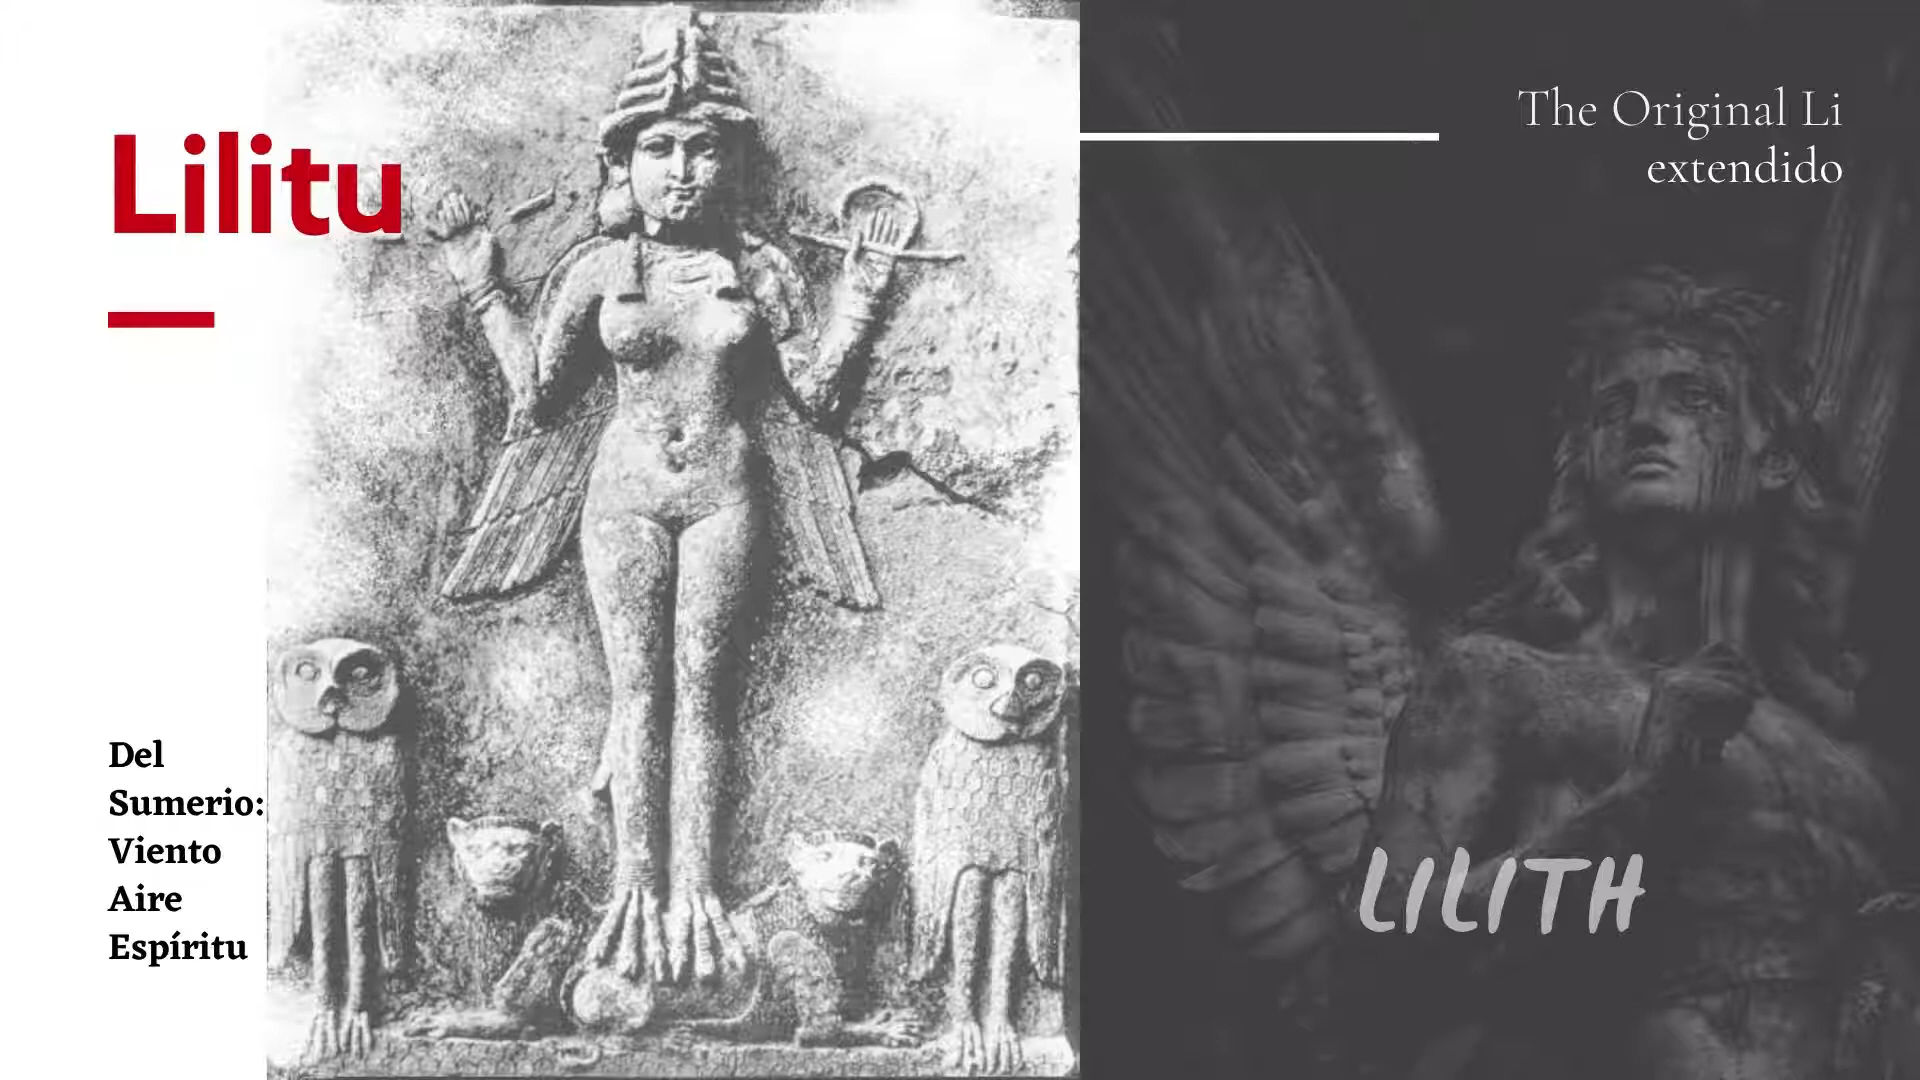 Lilitu
Del
Sumerio:
Viento
Aire
Espíritu
The Original Li
extendido
LILITH